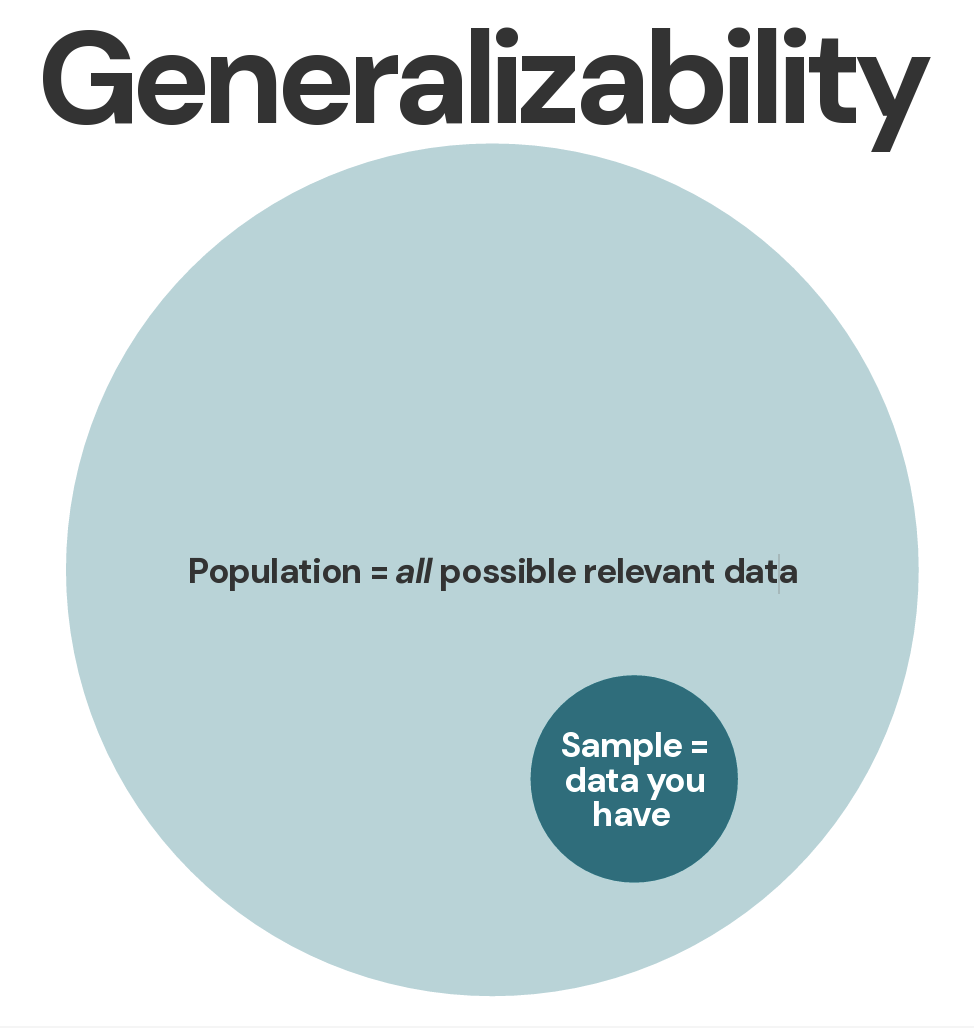 Generalizability
Population = all possible relevant data
Sample =
data you
have